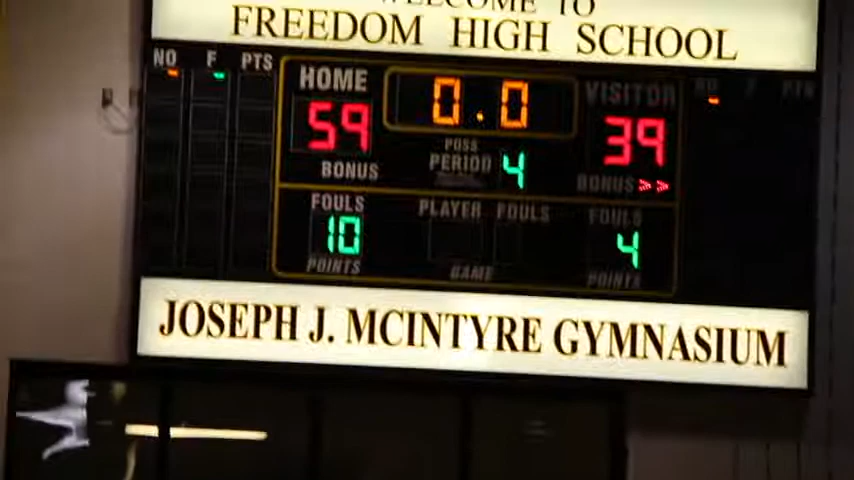 WELCOME TO
FREEDOM HIGH SCHOOL
NO F PTS
HOME 0.0 VISITOR
59 39
POSS
PERIOD 4
BONUS BONUS >>
FOULS PLAYER FOULS FOULS
10 4
POINTS GAME POINTS
JOSEPH J. MCINTYRE GYMNASIUM